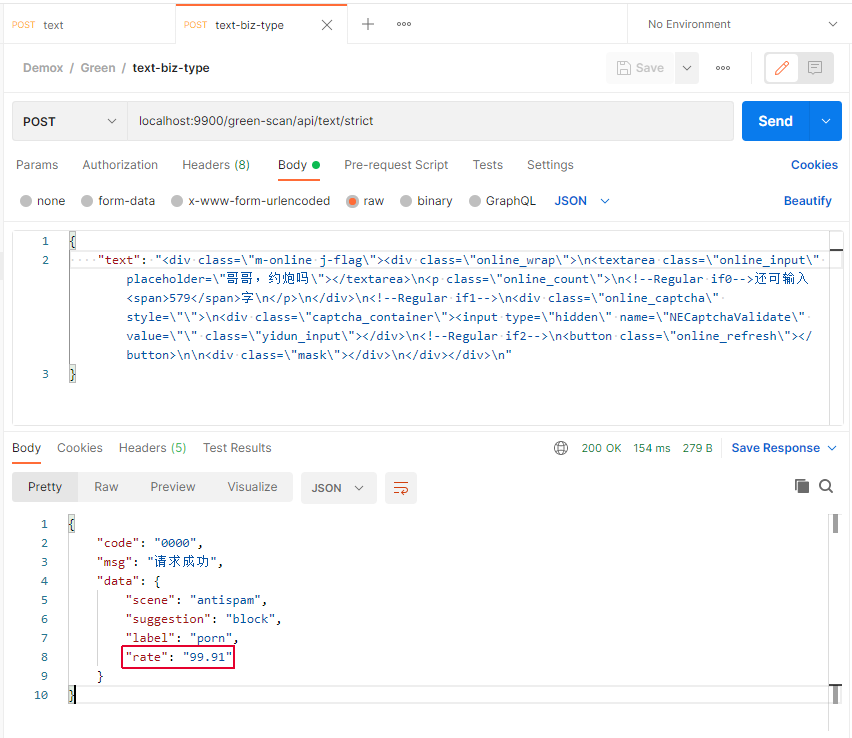 POST text
POST text-biz-type
No Environment
Demox / Green / text-biz-type
Save
POST
localhost:9900/green-scan/api/text/strict
Send
Params Authorization Headers (8) Body Pre-request Script Tests Settings Cookies
none form-data x-www-form-urlencoded raw binary GraphQL JSON Beautify
1 {
2 "text": "<div class=\"m-online j-flag\"><div class=\"online_wrap\">\n<textarea class=\"online_input\"
placeholder=\"哥哥，约炮吗\"></textarea>\n<p class=\"online_count\">\n<!--Regular if0-->还可输入
<span>579</span>字\n</p>\n</div>\n<!--Regular if1-->\n<div class=\"online_captcha\"
style=\"\">\n<div class=\"captcha_container\"><input type=\"hidden\" name=\"NECaptchaValidate\"
value=\"\" class=\"yidun_input\"></div>\n<!--Regular if2-->\n<button class=\"online_refresh\"></
button>\n\n<div class=\"mask\"></div>\n</div></div>\n"
3 }
Body Cookies Headers (5) Test Results 200 OK 154 ms 279 B Save Response
Pretty Raw Preview Visualize JSON
1 {
2 "code": "0000",
3 "msg": "请求成功",
4 "data": {
5 "scene": "antispam",
6 "suggestion": "block",
7 "label": "porn",
8 "rate": "99.91"
9 }
10 }